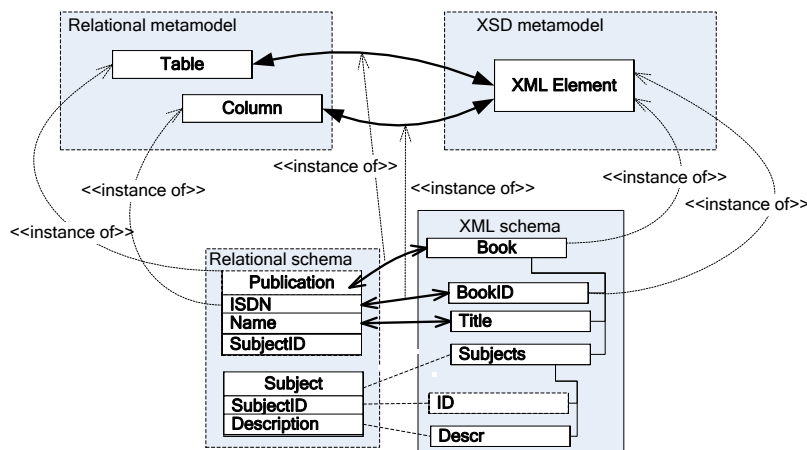 Relational metamodel
XSD metamodel
Table
XML Element
Column
<<instance of>>
<<instance of>>
<<instance of>>
<<instance of>>
<<instance of>>
<<instance of>>
Relational schema
XML schema
Publication
Book
ISDN
BookID
Name
Title
SubjectID
Subjects
Subject
SubjectID
ID
Description
Descr